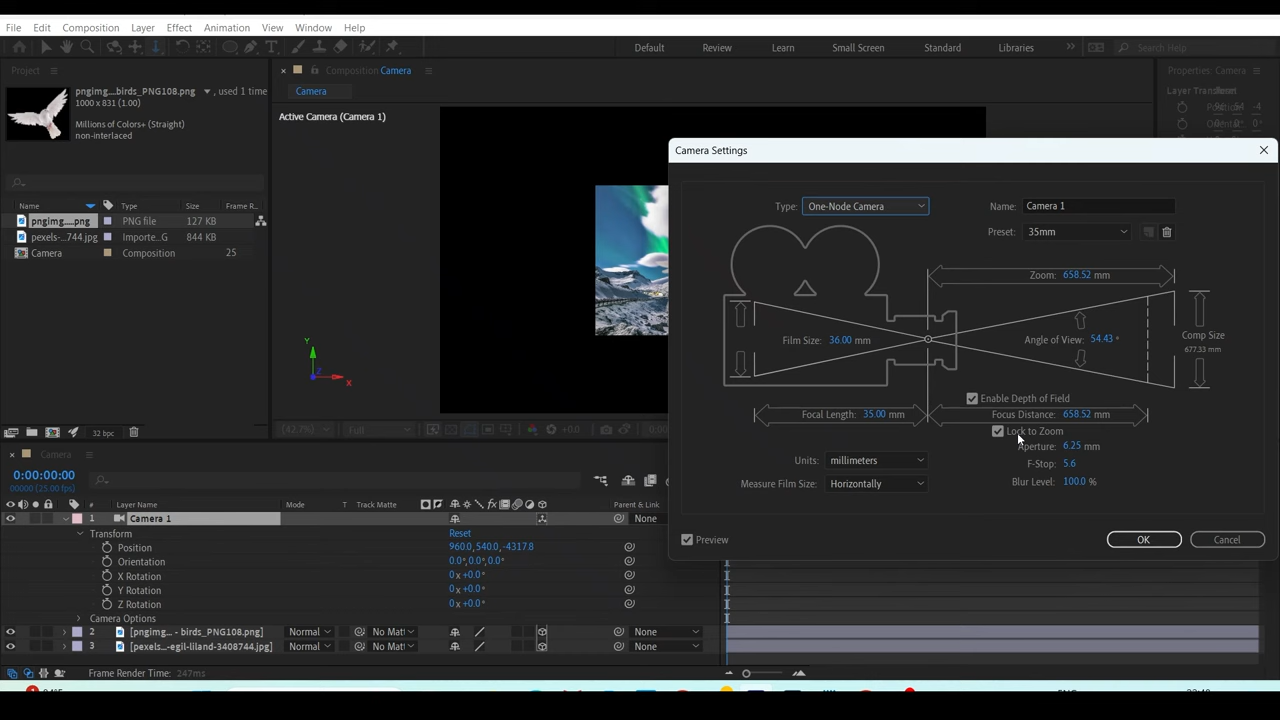 File Edit Composition Layer Effect Animation View Window Help
Default Review Learn Small Screen Standard Libraries Search Help
Project
Composition Camera
Properties: Camera
pngimg....birds_PNG108.png , used 1 time
1000 x 831 (1.00)
Millions of Colors+ (Straight)
non-interlaced
Camera
Active Camera (Camera 1)
Layer Transform
Name Type Size Frame R..
pngimg.....png PNG file 127 KB
pexels-...744.jpg Importe...G 844 KB
Camera Composition 25
Y
Z
X
32 bpc
(42.7%) Full
Camera Settings
Type: One-Node Camera
Name: Camera 1
Preset: 35mm
Zoom: 658.52 mm
Film Size: 36.00 mm
Angle of View: 54.43 °
Comp Size
677.33 mm
Enable Depth of Field
Focal Length: 35.00 mm
Focus Distance: 658.52 mm
Lock to Zoom
Aperture: 6.25 mm
Units: millimeters
F-Stop: 5.6
Measure Film Size: Horizontally
Blur Level: 100.0 %
Preview
OK Cancel
Camera
0:00:00:00
00000 (25.00 fps)
# Layer Name Mode T Track Matte Parent & Link
1 Camera 1 None
Transform Reset
Position 960.0,540.0,-4317.8
Orientation 0.0°,0.0°,0.0°
X Rotation 0x+0.0°
Y Rotation 0x+0.0°
Z Rotation 0x+0.0°
Camera Options
2 [pngimg... - birds_PNG108.png] Normal No Matt None
3 [pexels-...-egil-liland-3408744.jpg] Normal No Matt None
Frame Render Time: 247ms